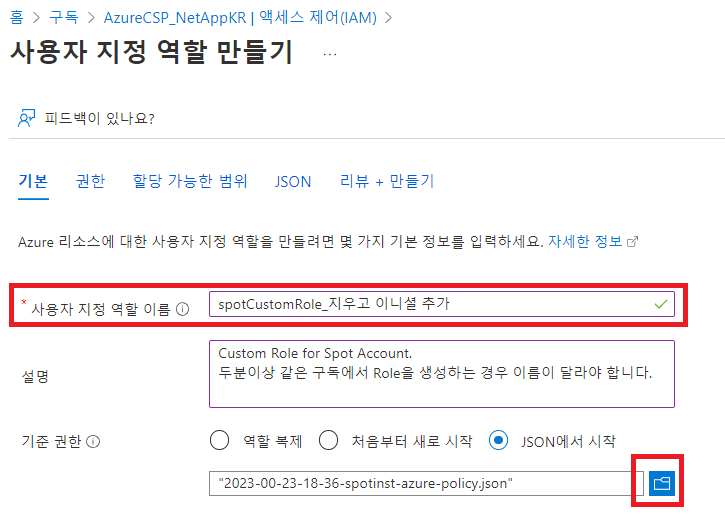 홈 > 구독 > AzureCSP_NetAppKR | 액세스 제어(IAM) >
사용자 지정 역할 만들기 ...
피드백이 있나요?
기본 권한 할당 가능한 범위 JSON 리뷰 + 만들기
Azure 리소스에 대한 사용자 지정 역할을 만들려면 몇 가지 기본 정보를 입력하세요. 자세한 정보
* 사용자 지정 역할 이름 spotCustomRole_지우고 이니셜 추가
설명
Custom Role for Spot Account.
두분이상 같은 구독에서 Role을 생성하는 경우 이름이 달라야 합니다.
기준 권한 역할 복제 처음부터 새로 시작 JSON에서 시작
"2023-00-23-18-36-spotinst-azure-policy.json"